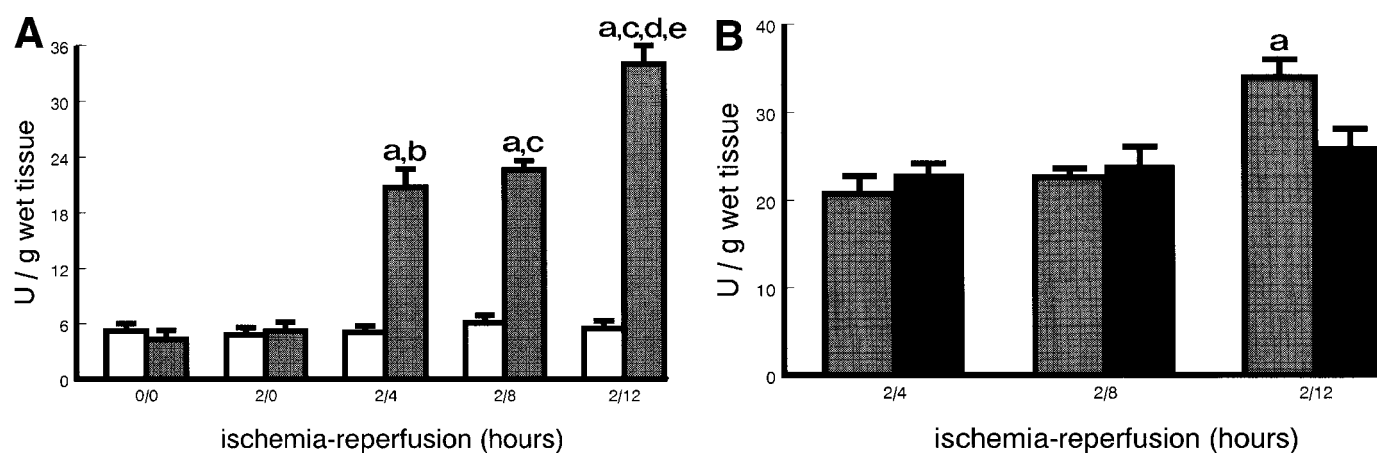 A
U / g wet tissue
36
30
24
18
12
6
0
a,b
a,c
a,c,d,e
0/0 2/0 2/4 2/8 2/12
ischemia-reperfusion (hours)
B
U / g wet tissue
40
30
20
10
0
a
2/4 2/8 2/12
ischemia-reperfusion (hours)